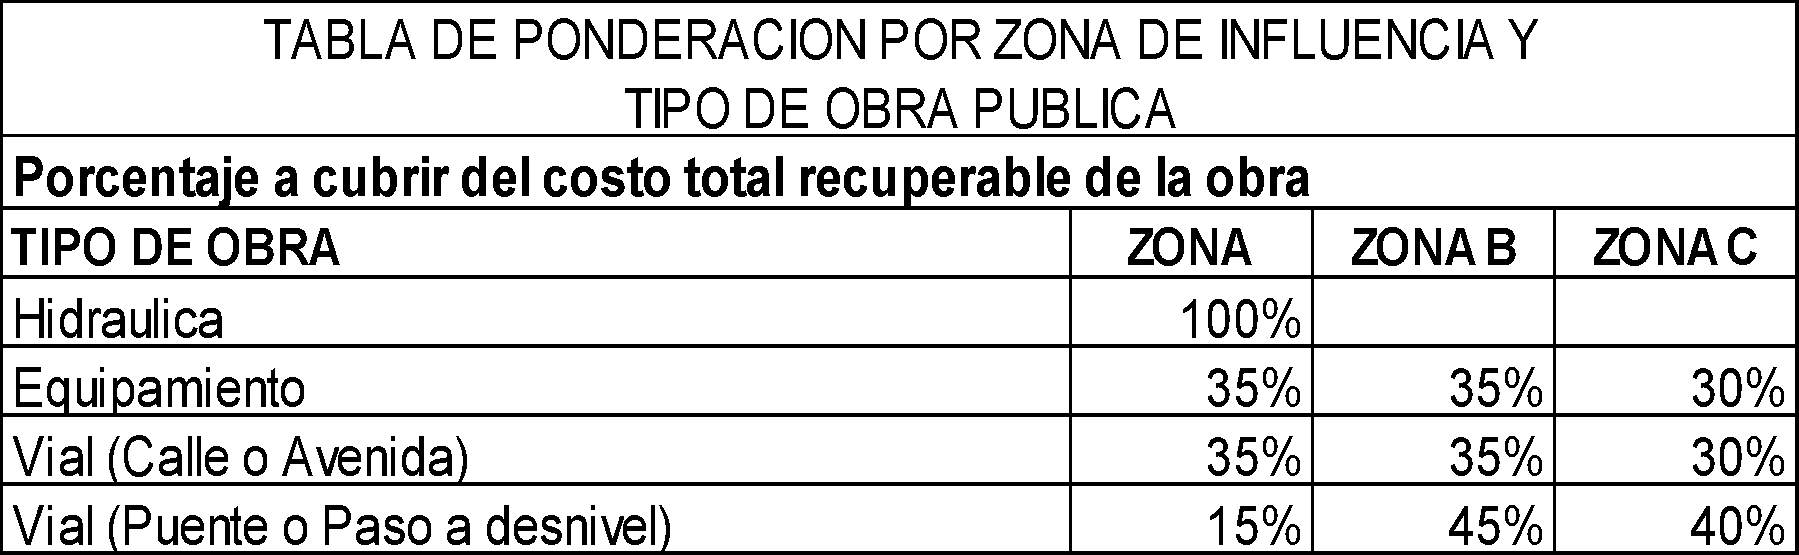 TABLA DE PONDERACION POR ZONA DE INFLUENCIA Y
TIPO DE OBRA PUBLICA
Porcentaje a cubrir del costo total recuperable de la obra
TIPO DE OBRA ZONA ZONA B ZONA C
Hidraulica 100%
Equipamiento 35% 35% 30%
Vial (Calle o Avenida) 35% 35% 30%
Vial (Puente o Paso a desnivel) 15% 45% 40%